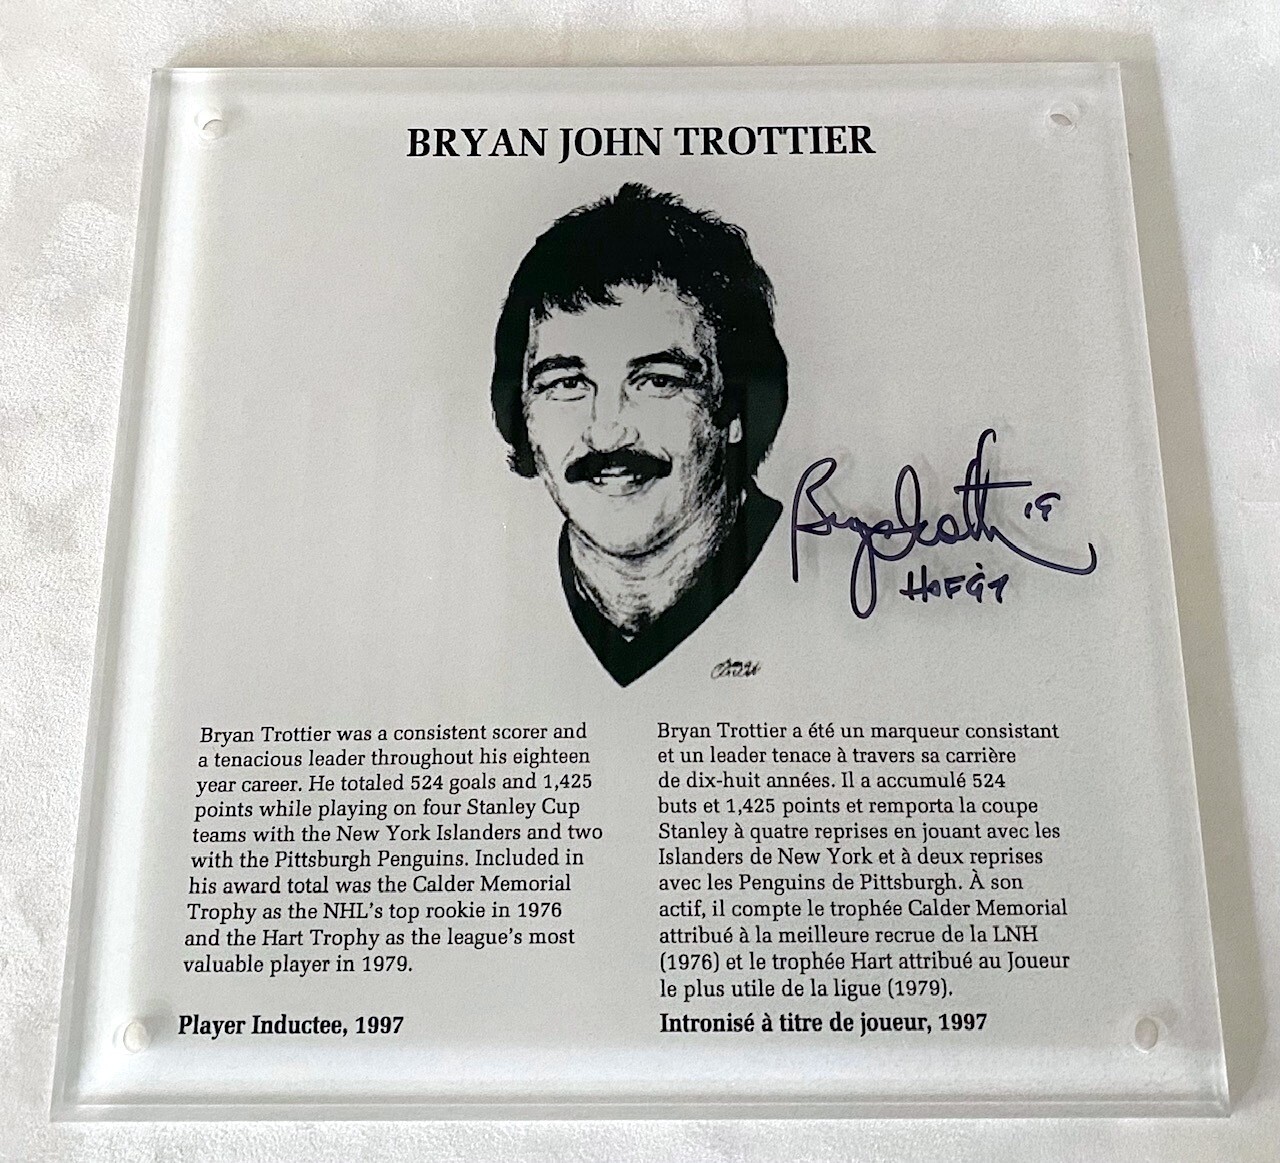 BRYAN JOHN TROTTIER
Bryan Trottier 19
HOF 97
Bryan Trottier was a consistent scorer and
a tenacious leader throughout his eighteen
year career. He totaled 524 goals and 1,425
points while playing on four Stanley Cup
teams with the New York Islanders and two
with the Pittsburgh Penguins. Included in
his award total was the Calder Memorial
Trophy as the NHL's top rookie in 1976
and the Hart Trophy as the league's most
valuable player in 1979.
Player Inductee, 1997
Bryan Trottier a été un marqueur consistant
et un leader tenace à travers sa carrière
de dix-huit années. Il a accumulé 524
buts et 1,425 points et remporta la coupe
Stanley à quatre reprises en jouant avec les
Islanders de New York et à deux reprises
avec les Penguins de Pittsburgh. À son
actif, il compte le trophée Calder Memorial
attribué à la meilleure recrue de la LNH
(1976) et le trophée Hart attribué au Joueur
le plus utile de la ligue (1979).
Intronisé à titre de joueur, 1997